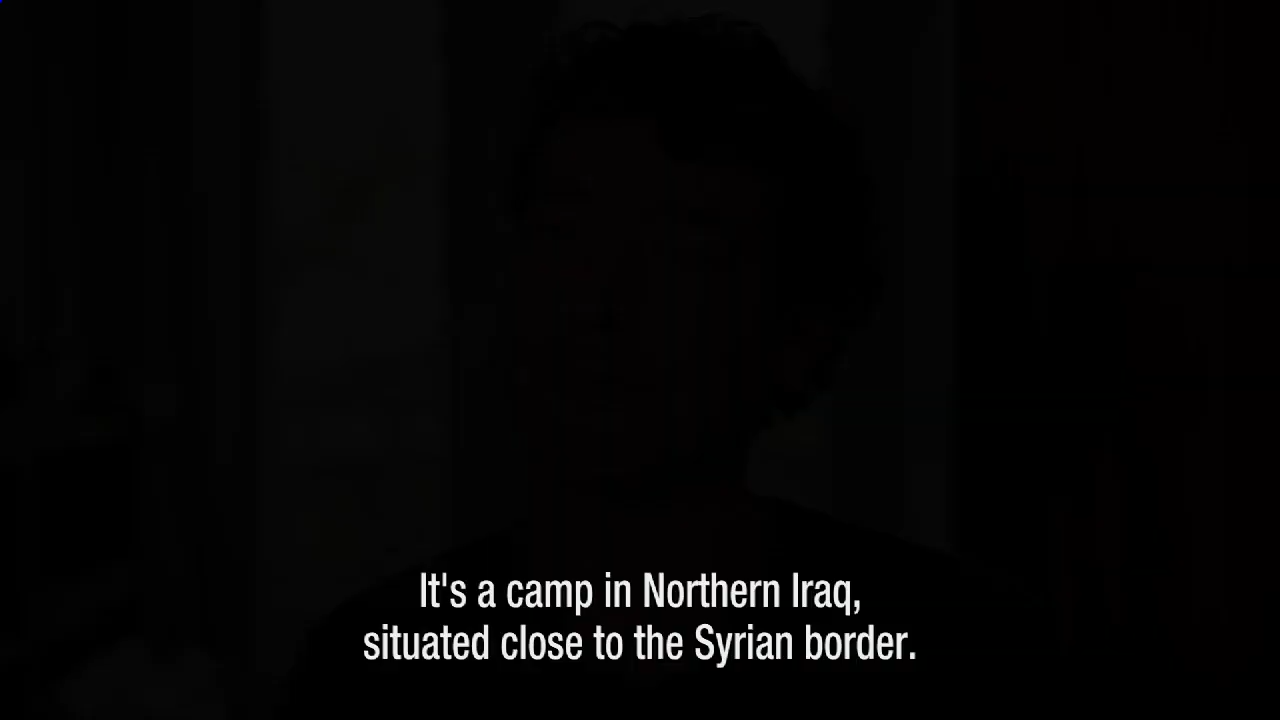 It's a camp in Northern Iraq,
situated close to the Syrian border.